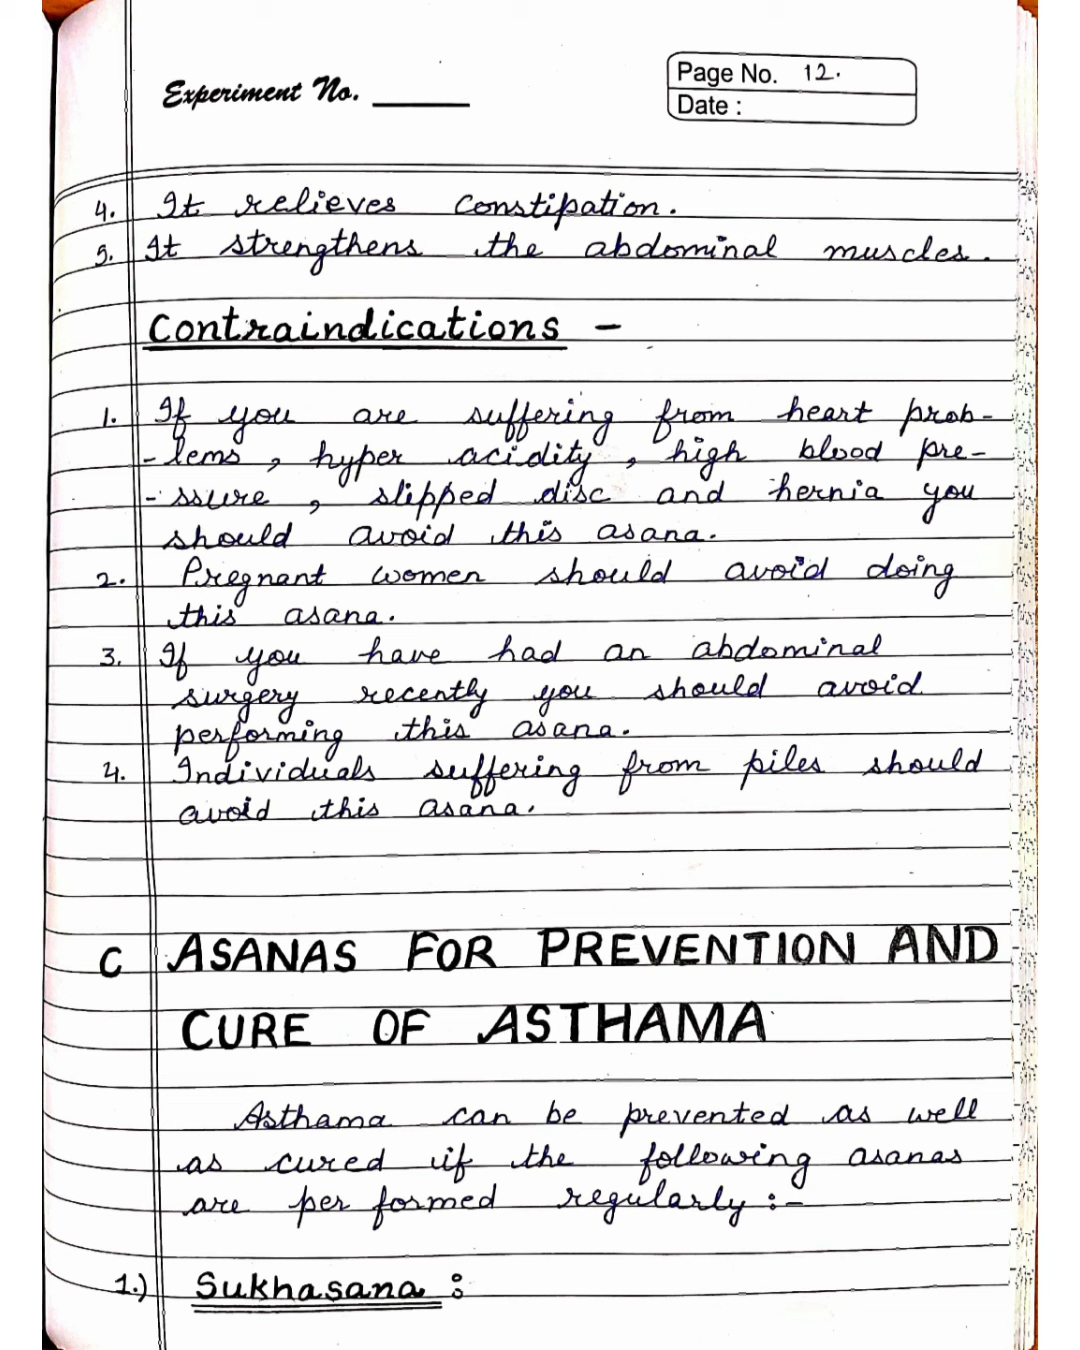 Experiment No. ______
Page No. 12.
Date :
4. It relieves constipation.
5. It strengthens the abdominal muscles.
Contraindications -
1. If you are suffering from heart prob-
- lems, hyper acidity, high blood pre-
- ssure, slipped disc and hernia you
should avoid this asana.
2. Pregnant women should avoid doing
this asana.
3. If you have had an abdominal
surgery recently you should avoid
performing this asana.
4. Individuals suffering from piles should
avoid this asana.
C ASANAS FOR PREVENTION AND
CURE OF ASTHAMA
Asthama can be prevented as well
as cured if the following asanas
are performed regularly :-
1.) Sukhasana :